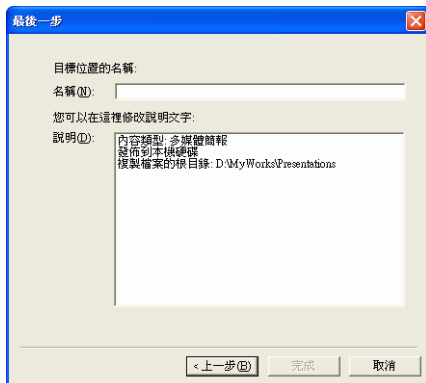 最後一步
目標位置的名稱:
名稱(N):
您可以在這裡修改說明文字:
說明(D):
內容類型: 多媒體簡報
發佈到本機硬碟
複製檔案的根目錄: D:\MyWorks\Presentations
<上一步(B) 完成 取消